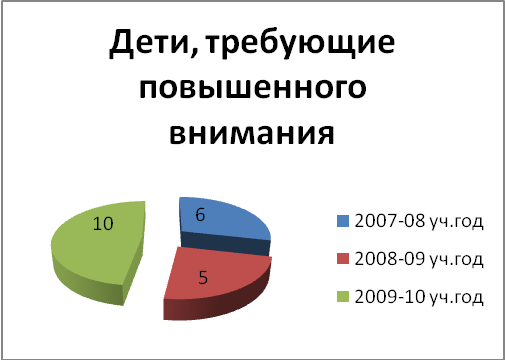 Дети, требующие
повышенного
внимания
6
10
5
2007-08 уч.год
2008-09 уч.год
2009-10 уч.год